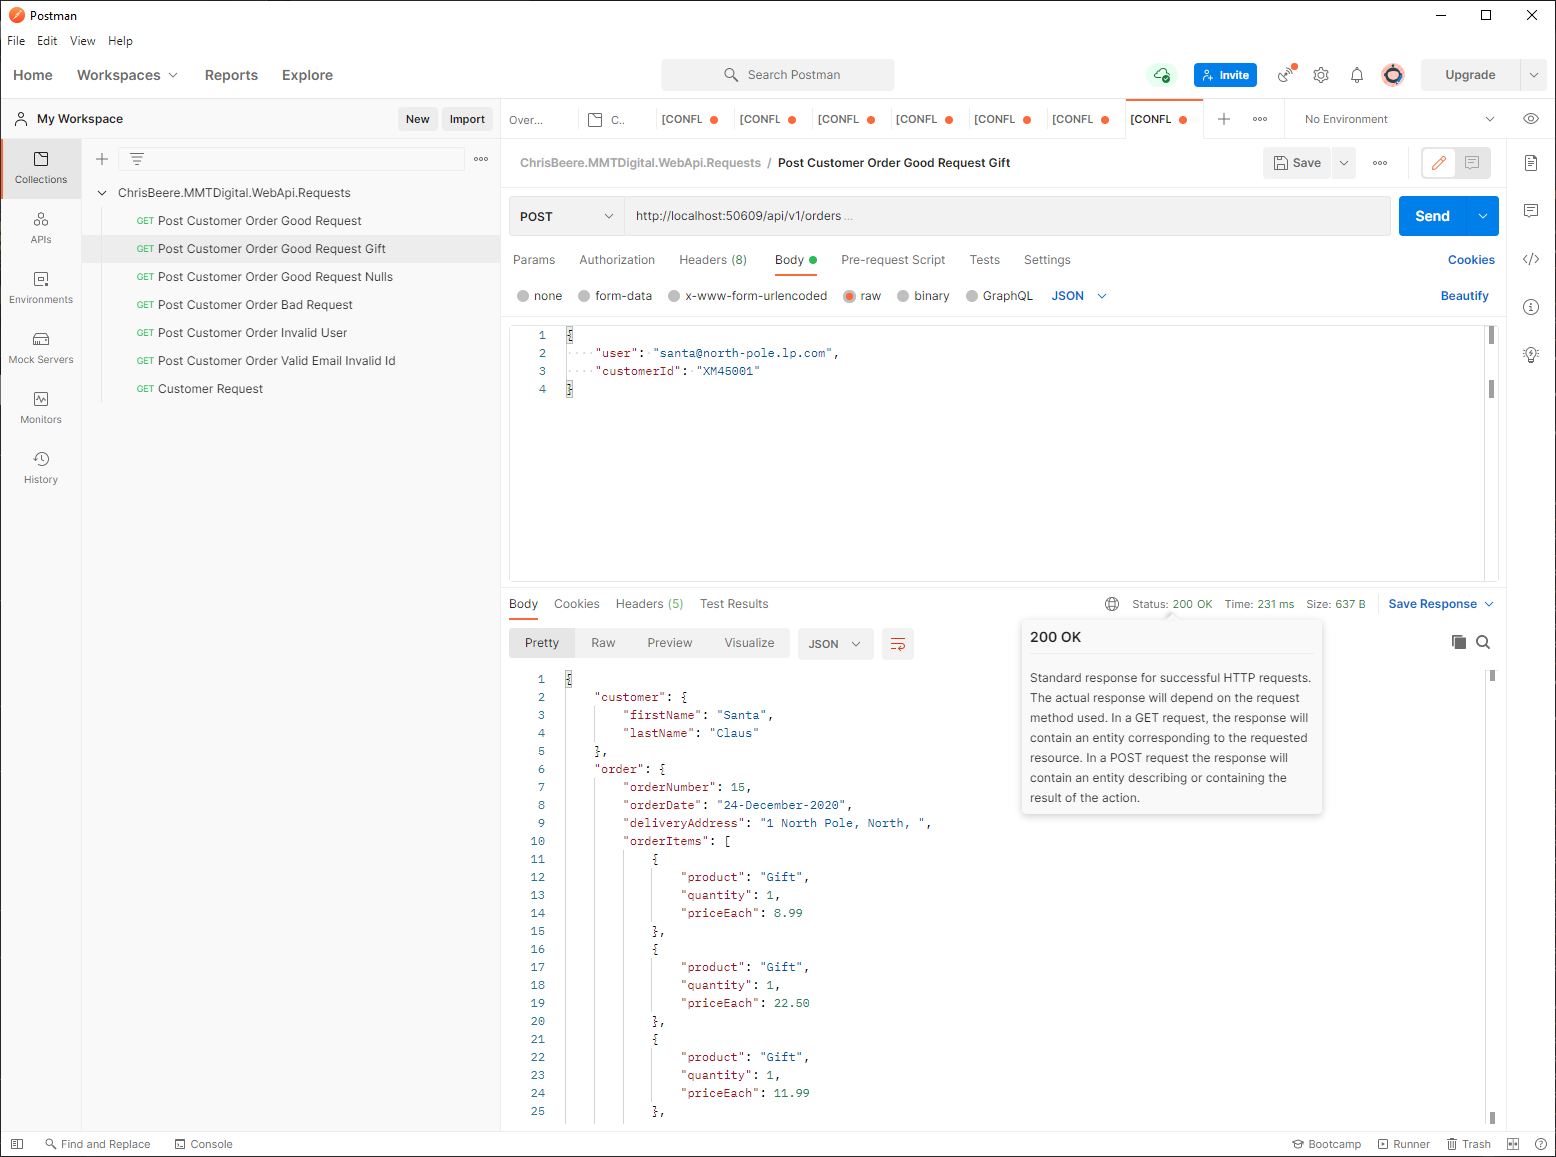 Postman
File Edit View Help
Home Workspaces Reports Explore
Search Postman
Invite
Upgrade
My Workspace
New Import
Over... C.. [CONFL [CONFL [CONFL [CONFL [CONFL [CONFL [CONFL
No Environment
Collections
APIs
Environments
Mock Servers
Monitors
History
ChrisBeere.MMTDigital.WebApi.Requests
GET Post Customer Order Good Request
GET Post Customer Order Good Request Gift
GET Post Customer Order Good Request Nulls
GET Post Customer Order Bad Request
GET Post Customer Order Invalid User
GET Post Customer Order Valid Email Invalid Id
GET Customer Request
ChrisBeere.MMTDigital.WebApi.Requests / Post Customer Order Good Request Gift
Save
POST http://localhost:50609/api/v1/orders ...
Send
Params Authorization Headers (8) Body Pre-request Script Tests Settings
Cookies
none form-data x-www-form-urlencoded raw binary GraphQL JSON
Beautify
1 {
2 "user": "santa@north-pole.lp.com",
3 "customerId": "XM45001"
4 }
Body Cookies Headers (5) Test Results
Status: 200 OK Time: 231 ms Size: 637 B
Save Response
Pretty Raw Preview Visualize JSON
200 OK
Standard response for successful HTTP requests.
The actual response will depend on the request
method used. In a GET request, the response will
contain an entity corresponding to the requested
resource. In a POST request the response will
contain an entity describing or containing the
result of the action.
1 {
2 "customer": {
3 "firstName": "Santa",
4 "lastName": "Claus"
5 },
6 "order": {
7 "orderNumber": 15,
8 "orderDate": "24-December-2020",
9 "deliveryAddress": "1 North Pole, North, ",
10 "orderItems": [
11 {
12 "product": "Gift",
13 "quantity": 1,
14 "priceEach": 8.99
15 },
16 {
17 "product": "Gift",
18 "quantity": 1,
19 "priceEach": 22.50
20 },
21 {
22 "product": "Gift",
23 "quantity": 1,
24 "priceEach": 11.99
25 },
Find and Replace Console
Bootcamp Runner Trash